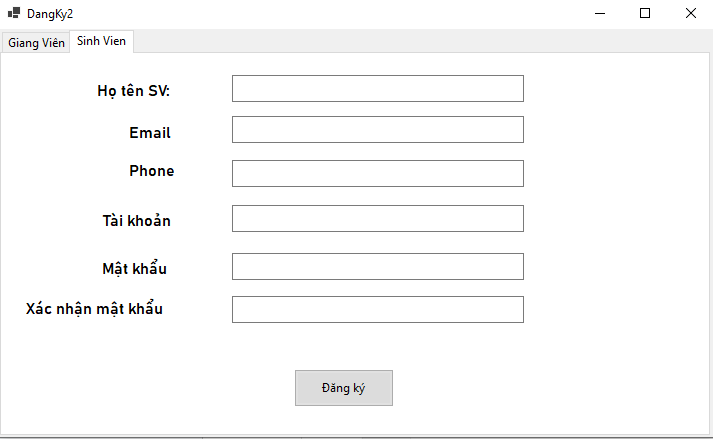 DangKy2
Giang Viên Sinh Vien
Họ tên SV:
Email
Phone
Tài khoản
Mật khẩu
Xác nhận mật khẩu
Đăng ký